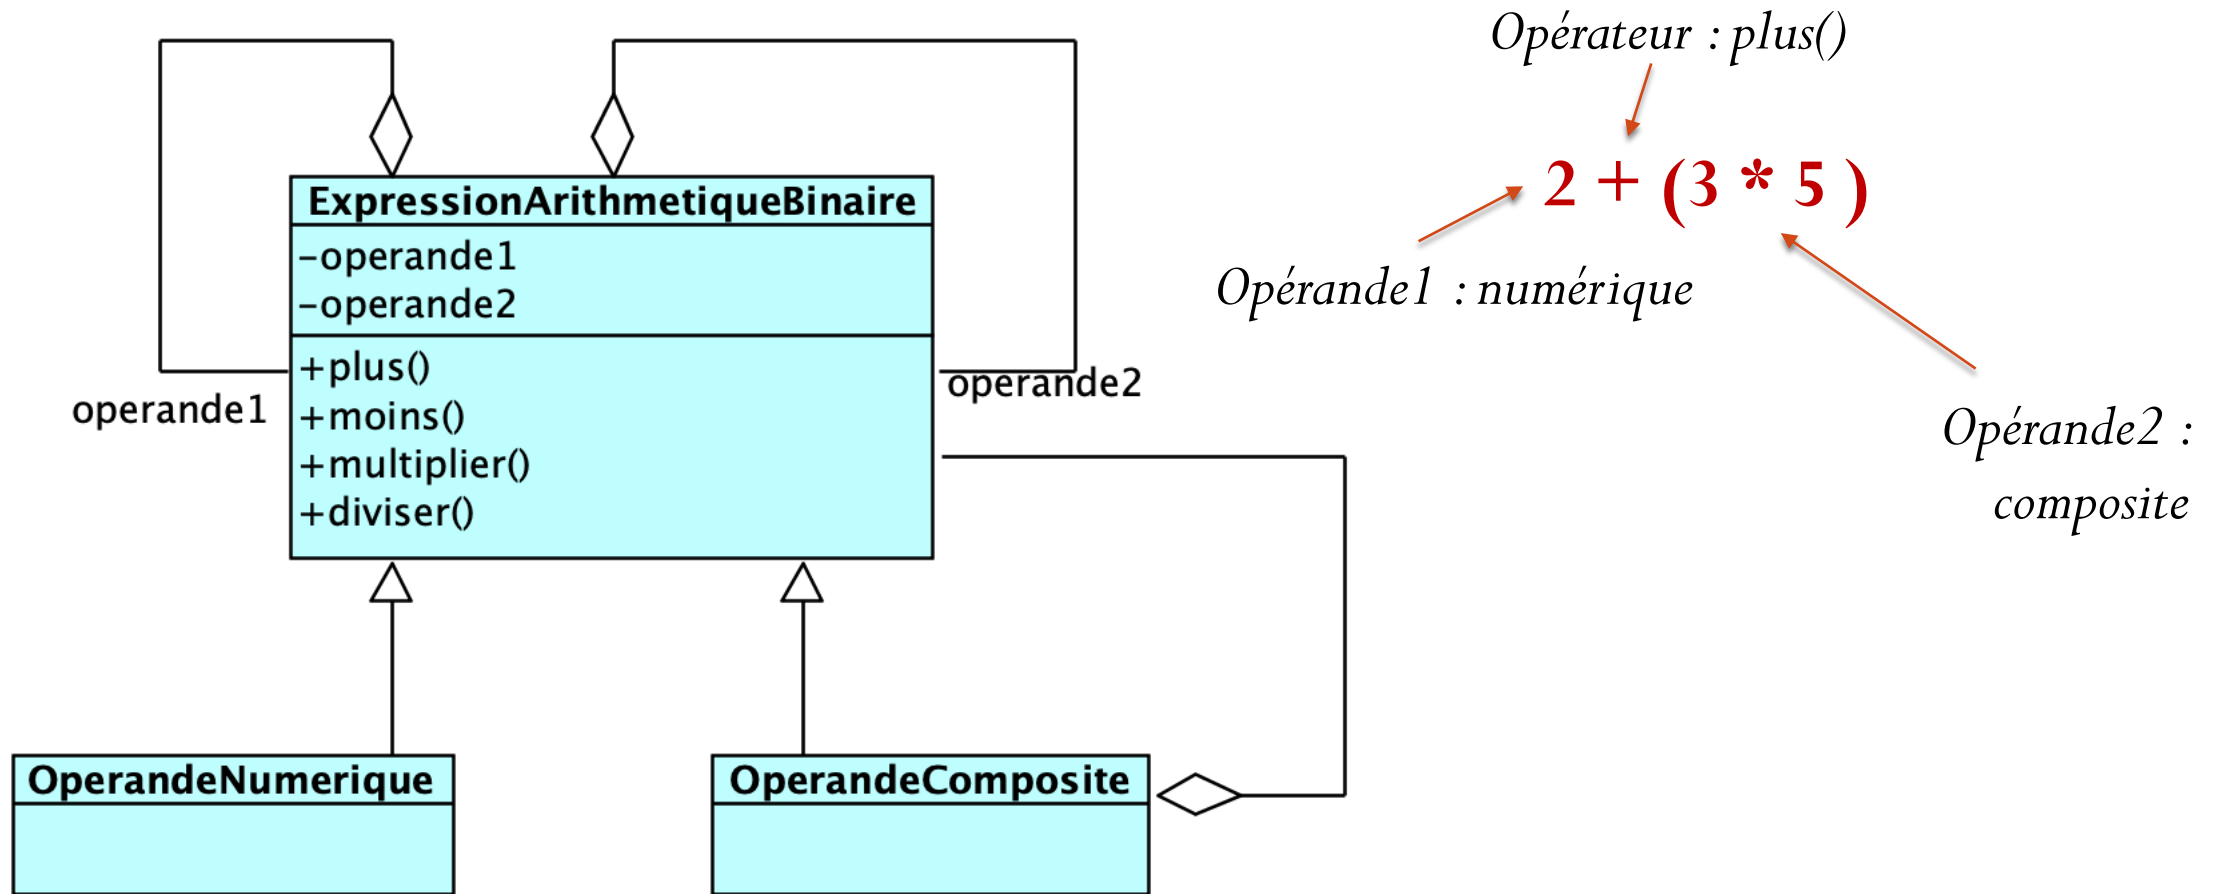 Opérateur : plus()
2 + (3 * 5 )
Opérande1 : numérique
Opérande2 :
composite
ExpressionArithmetiqueBinaire
-operande1
-operande2
+plus()
+moins()
+multiplier()
+diviser()
operande1
operande2
OperandeNumerique
OperandeComposite